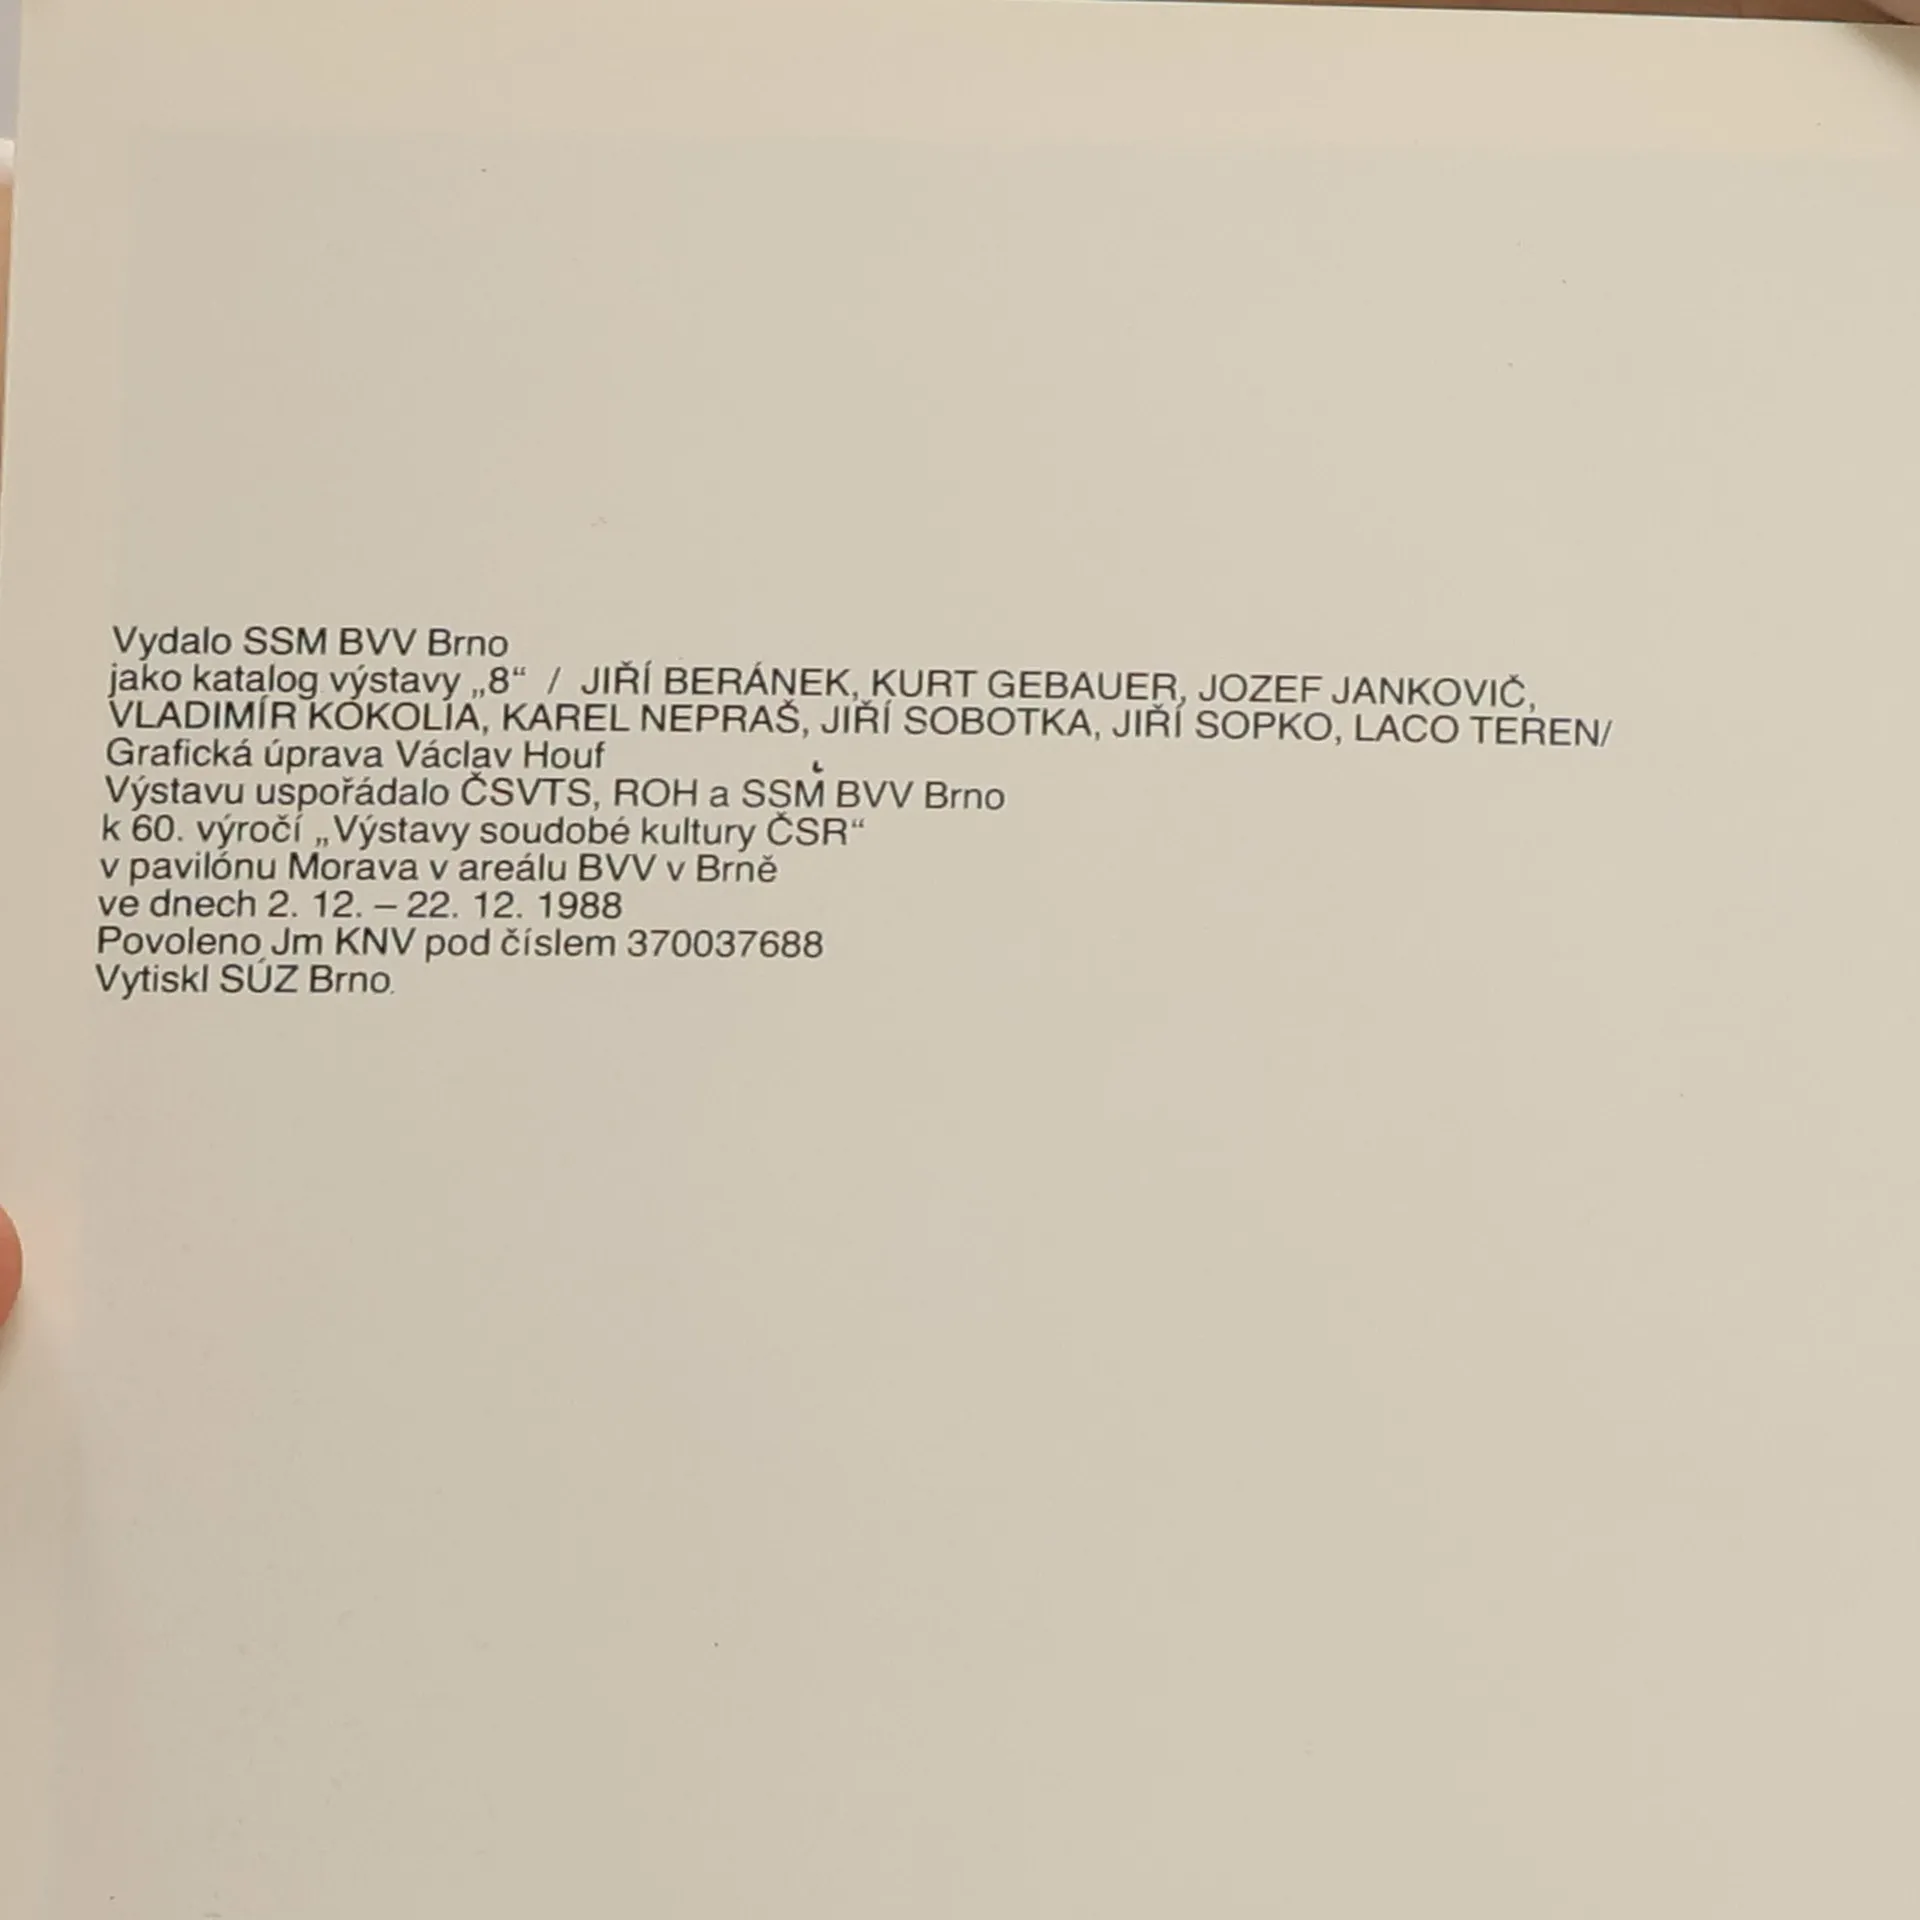 Vydalo SSM BVV Brno
jako katalog výstavy „8“ / JIŘÍ BERÁNEK, KURT GEBAUER, JOZEF JANKOVIČ,
VLADIMÍR KOKOLIA, KAREL NEPRAŠ, JIŘÍ SOBOTKA, JIŘÍ SOPKO, LACO TEREN/
Grafická úprava Václav Houf
Výstavu uspořádalo ČSVTS, ROH a SSM BVV Brno
k 60. výročí „Výstavy soudobé kultury ČSR“
v pavilónu Morava v areálu BVV v Brně
ve dnech 2. 12. – 22. 12. 1988
Povoleno Jm KNV pod číslem 370037688
Vytiskl SÚZ Brno.